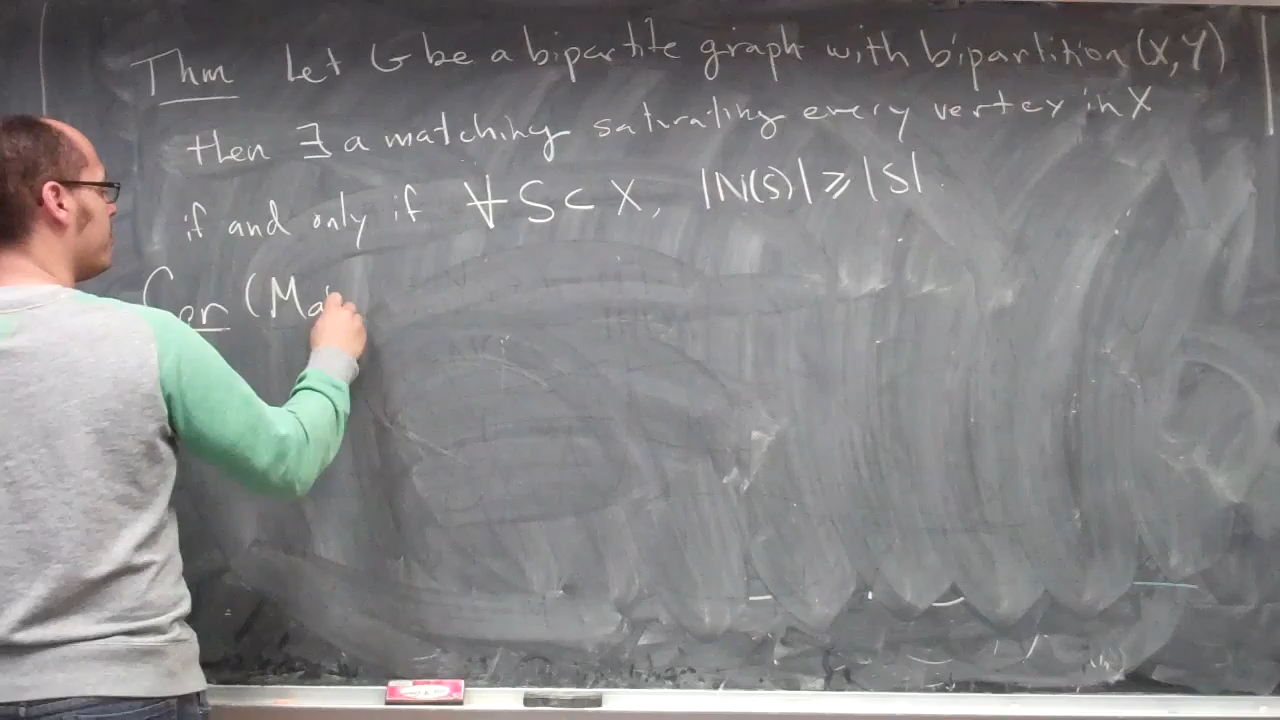 Thm Let G be a bipartite graph with bipartition (X,Y)
then ∃ a matching saturating every vertex in X
if and only if ∀ S ⊂ X, |N(S)| ≥ |S|.
Cor (Ma